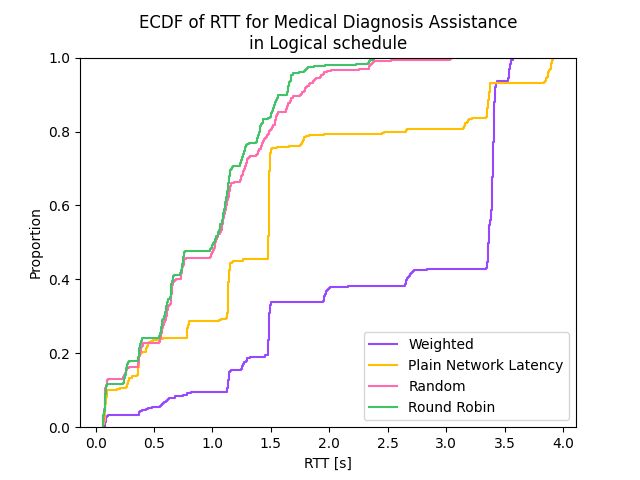 ECDF of RTT for Medical Diagnosis Assistance
in Logical schedule
Proportion
1.0
0.8
0.6
0.4
0.2
0.0
Weighted
Plain Network Latency
Random
Round Robin
0.0 0.5 1.0 1.5 2.0 2.5 3.0 3.5 4.0
RTT [s]